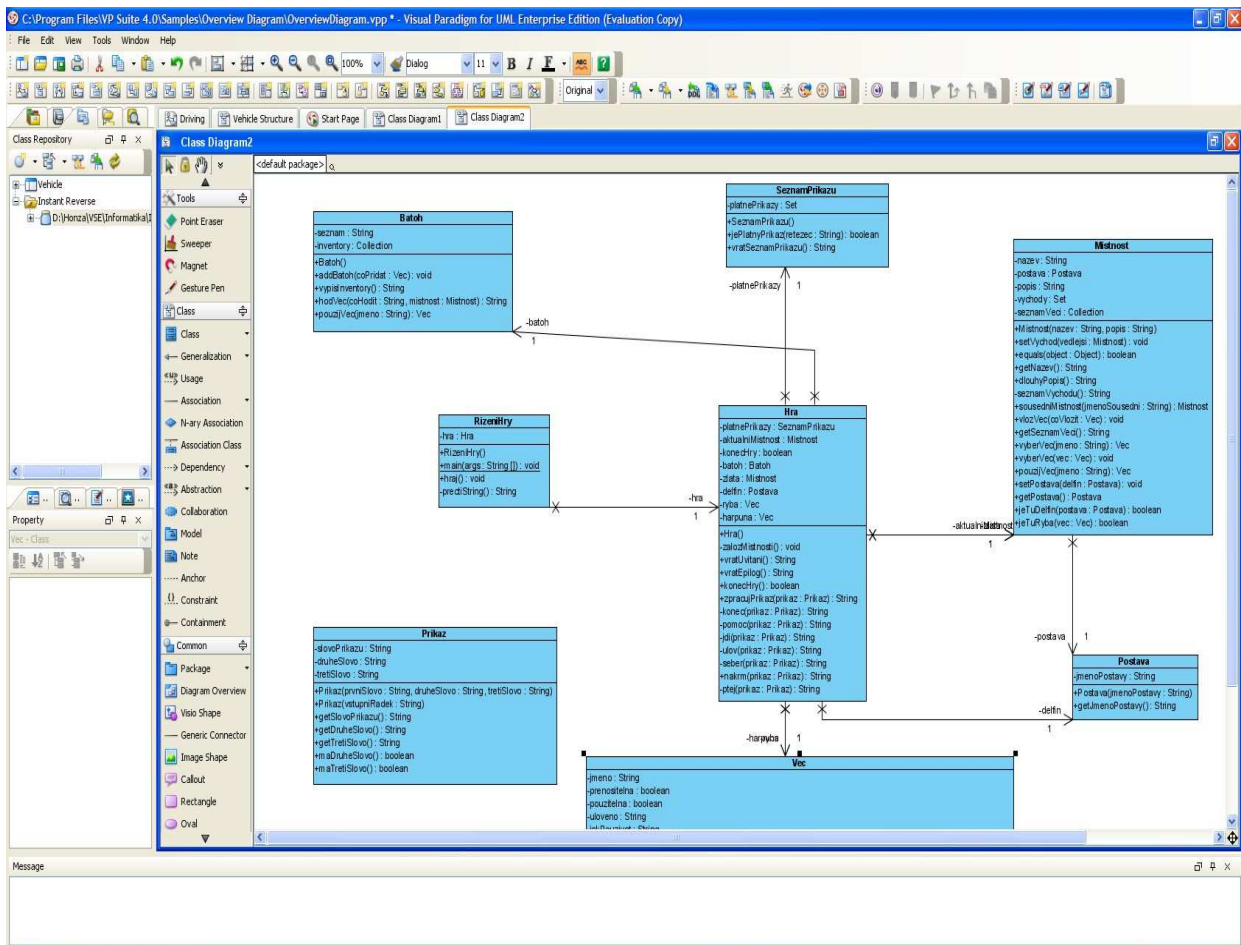 C:\Program Files\VP Suite 4.0\Samples\Overview Diagram\OverviewDiagram.vpp * - Visual Paradigm for UML Enterprise Edition (Evaluation Copy)
File Edit View Tools Window Help
100% Dialog 11 B I F ABC ?
Original
Driving Vehicle Structure Start Page Class Diagram1 Class Diagram2
Class Repository
Vehicle
Instant Reverse
D:\Honza\VSE\Informatika\
Property
Vec - Class
Class Diagram2
<default package>
Tools
Point Eraser
Sweeper
Magnet
Gesture Pen
Class
Class
Generalization
Usage
Association
N-ary Association
Association Class
Dependency
Abstraction
Collaboration
Model
Note
Anchor
Constraint
Containment
Common
Package
Diagram Overview
Visio Shape
Generic Connector
Image Shape
Callout
Rectangle
Oval
SeznamPrikazu
-platnePrikazy : Set
+SeznamPrikazu()
+jePlatnyPrikaz(retezec : String) : boolean
+vratSeznamPrikazu() : String
-platnePrikazy 1
Batoh
-seznam : String
-inventory : Collection
+Batoh()
+addBatoh(coPridat : Vec) : void
+vypisInventory() : String
+hodVec(coHodit : String, mistnost : Mistnost) : String
+pouzijVec(jmeno : String) : Vec
-batoh
1
Mistnost
-nazev : String
-postava : Postava
-popis : String
-vychody : Set
-seznamVeci : Collection
+Mistnost(nazev : String, popis : String)
+setVychod(vedlejsi : Mistnost) : void
+equals(object : Object) : boolean
+getNazev() : String
+dlouhyPopis() : String
-seznamVychodu() : String
+sousedniMistnost(jmenoSousedni : String) : Mistnost
+vlozVec(coVlozit : Vec) : void
+getSeznamVeci() : String
+vyberVec(jmeno : String) : Vec
+vyberVec(vec : Vec) : void
+pouzijVec(jmeno : String) : Vec
+setPostava(delfin : Postava) : void
+getPostava() : Postava
+jeTuDelfin(postava : Postava) : boolean
+jeTuRyba(vec : Vec) : boolean
RizeniHry
-hra : Hra
+RizeniHry()
+main(args : String []) : void
+hraj() : void
-prectiString() : String
-hra
1
Hra
-platnePrikazy : SeznamPrikazu
-aktualniMistnost : Mistnost
-konecHry : boolean
-batoh : Batoh
-zlata : Mistnost
-delfin : Postava
-ryba : Vec
-harpuna : Vec
+Hra()
-zalozMistnosti() : void
+vratUvitani() : String
+vratEpilog() : String
+konecHry() : boolean
+zpracujPrikaz(prikaz : Prikaz) : String
-konec(prikaz : Prikaz) : String
-pomoc(prikaz : Prikaz) : String
-jdi(prikaz : Prikaz) : String
-ulov(prikaz : Prikaz) : String
-seber(prikaz : Prikaz) : String
+nakrm(prikaz : Prikaz) : String
-ptej(prikaz : Prikaz) : String
1
-postava 1
Prikaz
-slovoPrikazu : String
-druheSlovo : String
-tretiSlovo : String
+Prikaz(prvniSlovo : String, druheSlovo : String, tretiSlovo : String)
+Prikaz(vstupniRadek : String)
+getSlovoPrikazu() : String
+getDruheSlovo() : String
+getTretiSlovo() : String
+maDruheSlovo() : boolean
+maTretiSlovo() : boolean
Postava
-jmenoPostavy : String
+Postava(jmenoPostavy : String)
+getJmenoPostavy() : String
-delfin
1
1
Vec
-jmeno : String
-prenositelna : boolean
-pouzitelna : boolean
-uloveno : String
Message